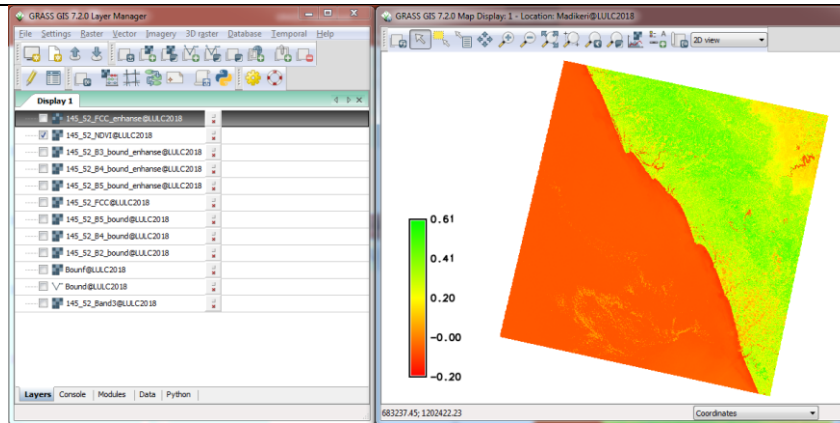 GRASS GIS 7.2.0 Layer Manager
File Settings Raster Vector Imagery 3D raster Database Temporal Help
Display 1
145_52_FCC_enhanse@LULC2018
145_52_NDVI@LULC2018
145_52_B3_bound_enhanse@LULC2018
145_52_B4_bound_enhanse@LULC2018
145_52_B5_bound_enhanse@LULC2018
145_52_FCC@LULC2018
145_52_B5_bound@LULC2018
145_52_B4_bound@LULC2018
145_52_B2_bound@LULC2018
Bounf@LULC2018
Bound@LULC2018
145_52_Band3@LULC2018
Layers Console Modules Data Python
GRASS GIS 7.2.0 Map Display: 1 - Location: Madikeri@LULC2018
2D view
0.61
0.41
0.20
-0.00
-0.20
683237.45; 1202422.23
Coordinates